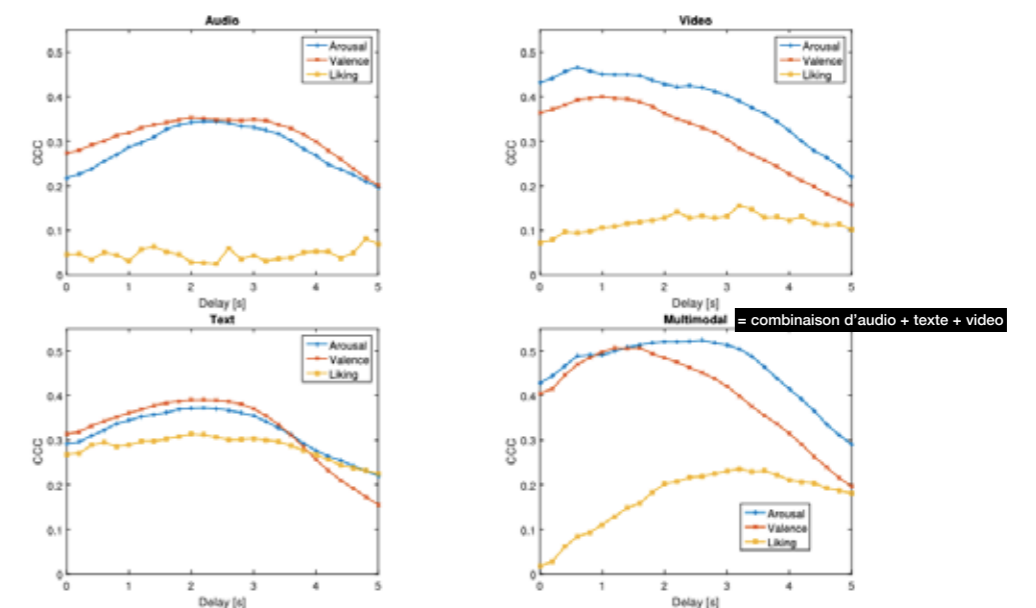 Audio
0.5
0.4
0.3
0.2
0.1
0
CCC
Arousal
Valence
Liking
0 1 2 3 4 5
Delay [s]
Video
0.5
0.4
0.3
0.2
0.1
0
CCC
Arousal
Valence
Liking
0 1 2 3 4 5
Delay [s]
Text
0.5
0.4
0.3
0.2
0.1
0
CCC
Arousal
Valence
Liking
0 1 2 3 4 5
Delay [s]
Multimodal
= combinaison d'audio + texte + video
0.5
0.4
0.3
0.2
0.1
0
CCC
Arousal
Valence
Liking
0 1 2 3 4 5
Delay [s]